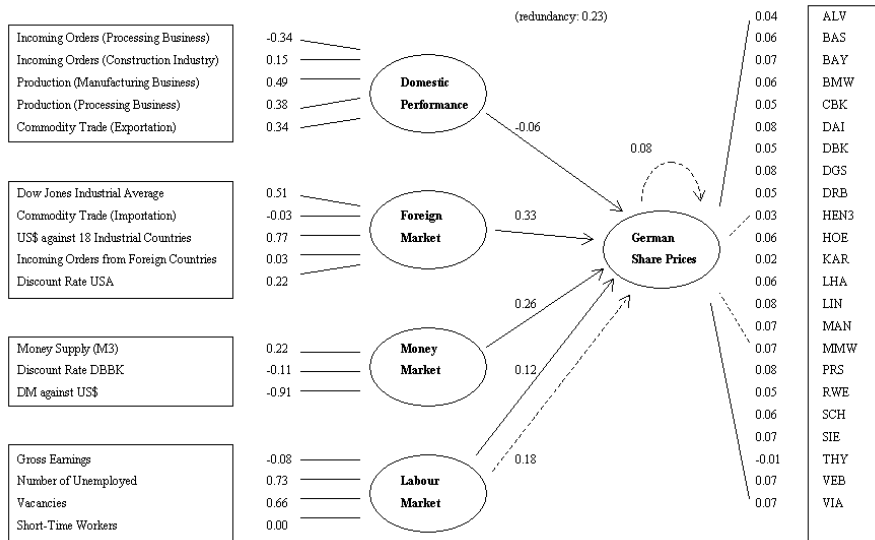 (redundancy: 0.23)
Incoming Orders (Processing Business) -0.34
Incoming Orders (Construction Industry) 0.15
Production (Manufacturing Business) 0.49
Production (Processing Business) 0.38
Commodity Trade (Exportation) 0.34
Domestic
Performance
-0.06
Dow Jones Industrial Average 0.51
Commodity Trade (Importation) -0.03
US$ against 18 Industrial Countries 0.77
Incoming Orders from Foreign Countries 0.03
Discount Rate USA 0.22
Foreign
Market
0.33
Money Supply (M3) 0.22
Discount Rate DBBK -0.11
DM against US$ -0.91
Money
Market
0.26
Gross Earnings -0.08
Number of Unemployed 0.73
Vacancies 0.66
Short-Time Workers 0.00
Labour
Market
0.12
0.18
0.08
German
Share Prices
0.04 ALV
0.06 BAS
0.07 BAY
0.06 BMW
0.05 CBK
0.08 DAI
0.05 DBK
0.08 DGS
0.05 DRB
0.03 HEN3
0.06 HOE
0.02 KAR
0.06 LHA
0.08 LIN
0.07 MAN
0.07 MMW
0.08 PRS
0.05 RWE
0.06 SCH
0.07 SIE
-0.01 THY
0.07 VEB
0.07 VIA